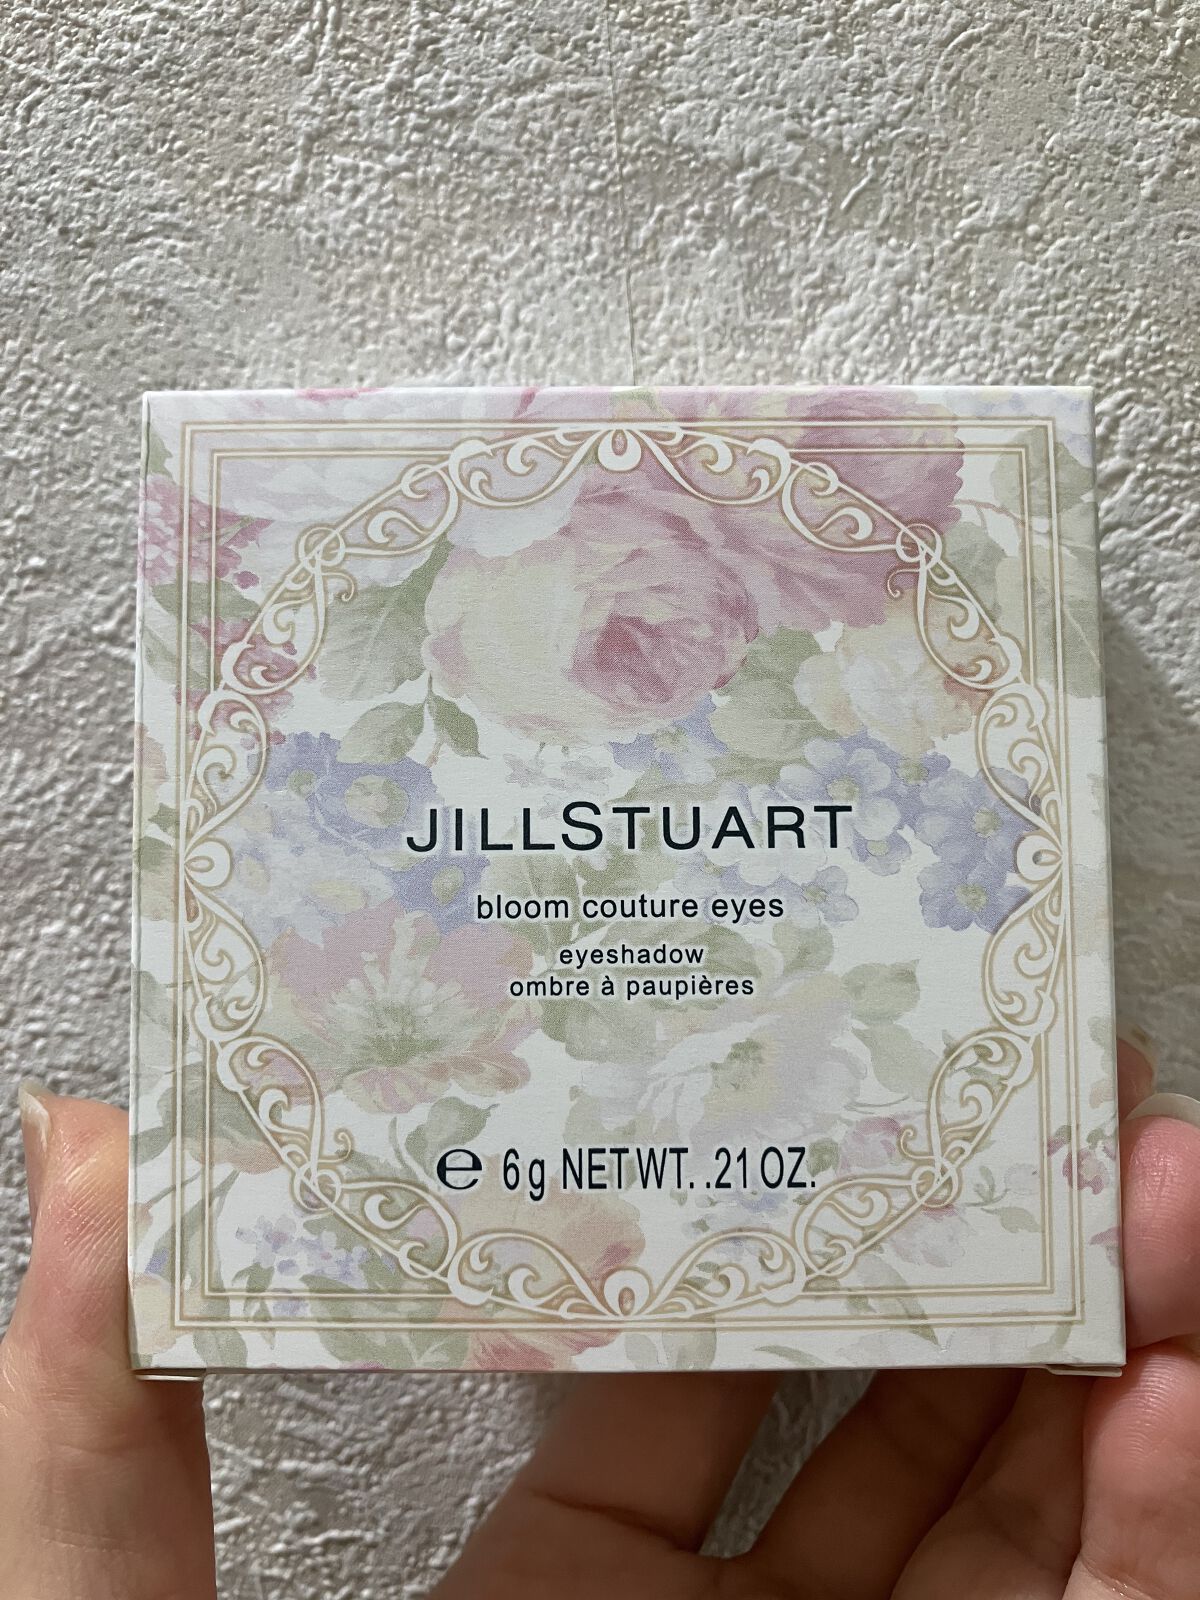 JILLSTUART
bloom couture eyes
eyeshadow
ombre à paupières
℮ 6g NET WT. .21 OZ.